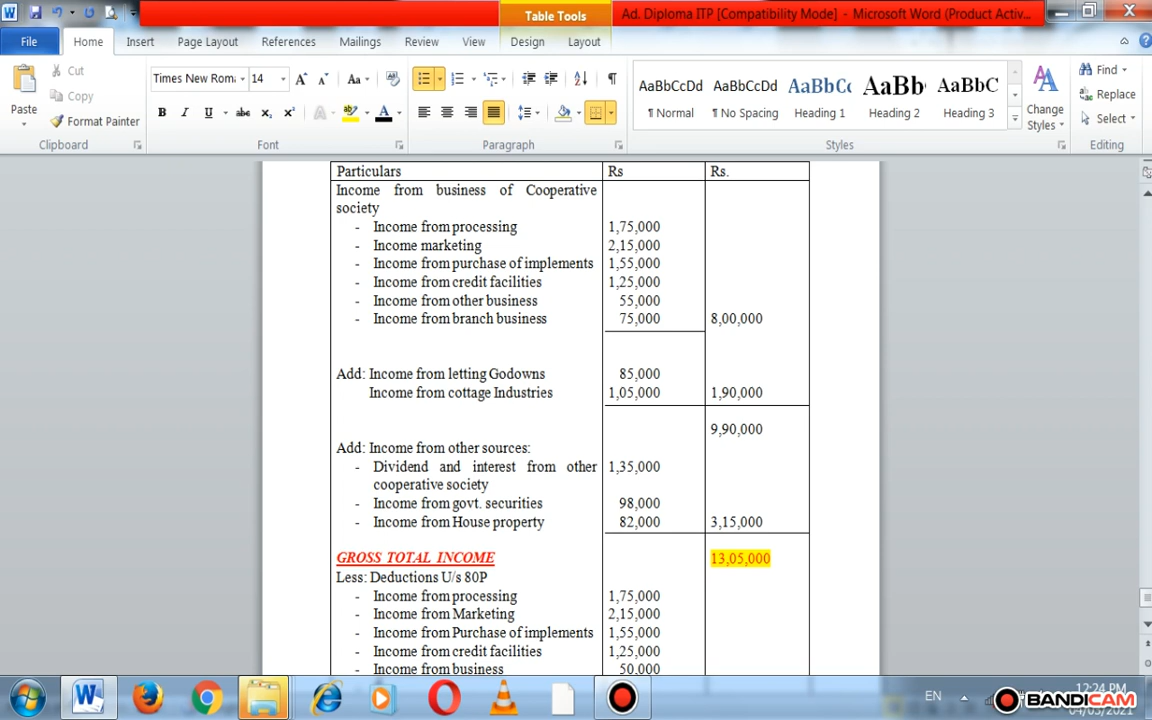 Table Tools
Ad. Diploma ITP [Compatibility Mode] - Microsoft Word (Product Activ...
File Home Insert Page Layout References Mailings Review View Design Layout
Paste
Cut
Copy
Format Painter
Times New Rom 14
Find
Replace
Select
AaBbCcDd AaBbCcDd AaBbCc AaBb AaBbC
¶ Normal ¶ No Spacing Heading 1 Heading 2 Heading 3
Change Styles
Clipboard Font Paragraph Styles Editing
Particulars Rs Rs.
Income from business of Cooperative
society
- Income from processing 1,75,000
- Income marketing 2,15,000
- Income from purchase of implements 1,55,000
- Income from credit facilities 1,25,000
- Income from other business 55,000
- Income from branch business 75,000 8,00,000
Add: Income from letting Godowns 85,000
Income from cottage Industries 1,05,000 1,90,000
9,90,000
Add: Income from other sources:
- Dividend and interest from other 1,35,000
cooperative society
- Income from govt. securities 98,000
- Income from House property 82,000 3,15,000
GROSS TOTAL INCOME 13,05,000
Less: Deductions U/s 80P
- Income from processing 1,75,000
- Income from Marketing 2,15,000
- Income from Purchase of implements 1,55,000
- Income from credit facilities 1,25,000
- Income from business 50,000
EN 12:24 PM
BANDICAM